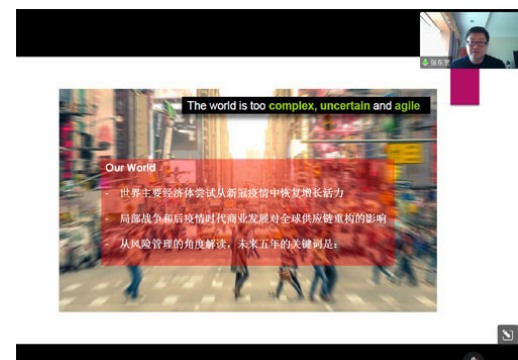 The world is too complex, uncertain and agile
Our World
- 世界主要经济体尝试从新冠疫情中恢复增长活力
- 局部战争和后疫情时代商业发展对全球供应链重构的影响
- 从风险管理的角度解读，未来五年的关键词是：